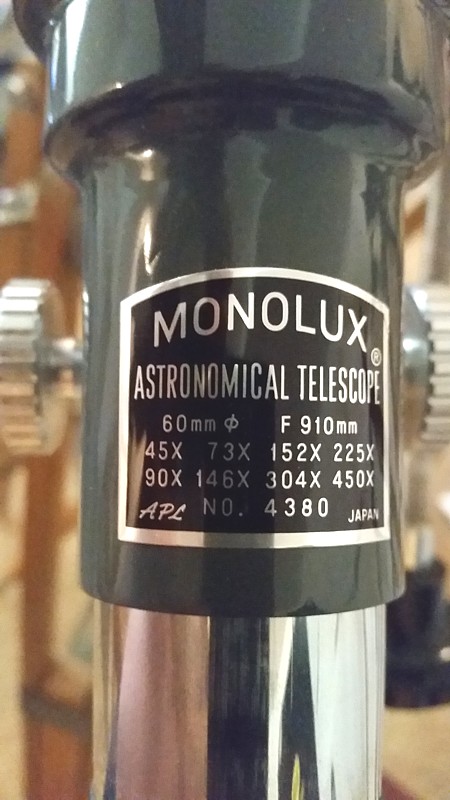 MONOLUX®
ASTRONOMICAL TELESCOPE
60mm ϕ F 910mm
45X 73X 152X 225X
90X 146X 304X 450X
APL NO. 4380 JAPAN